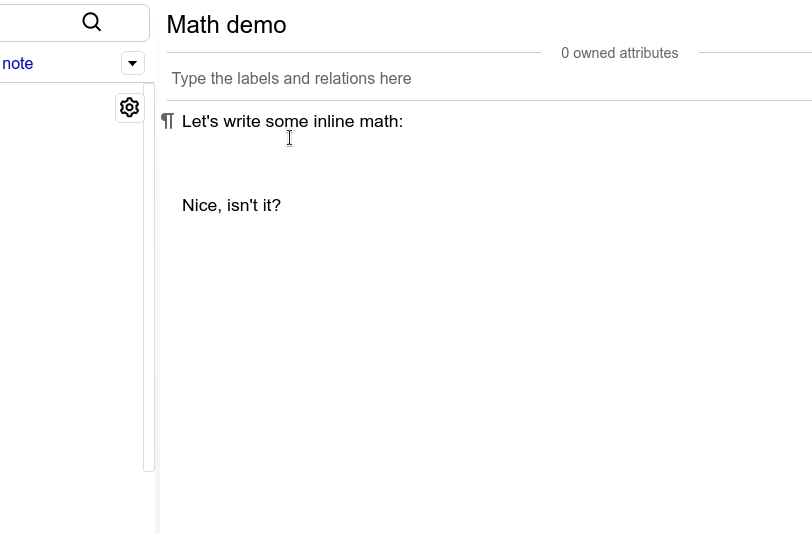 Math demo
note
0 owned attributes
Type the labels and relations here
¶ Let's write some inline math:
Nice, isn't it?